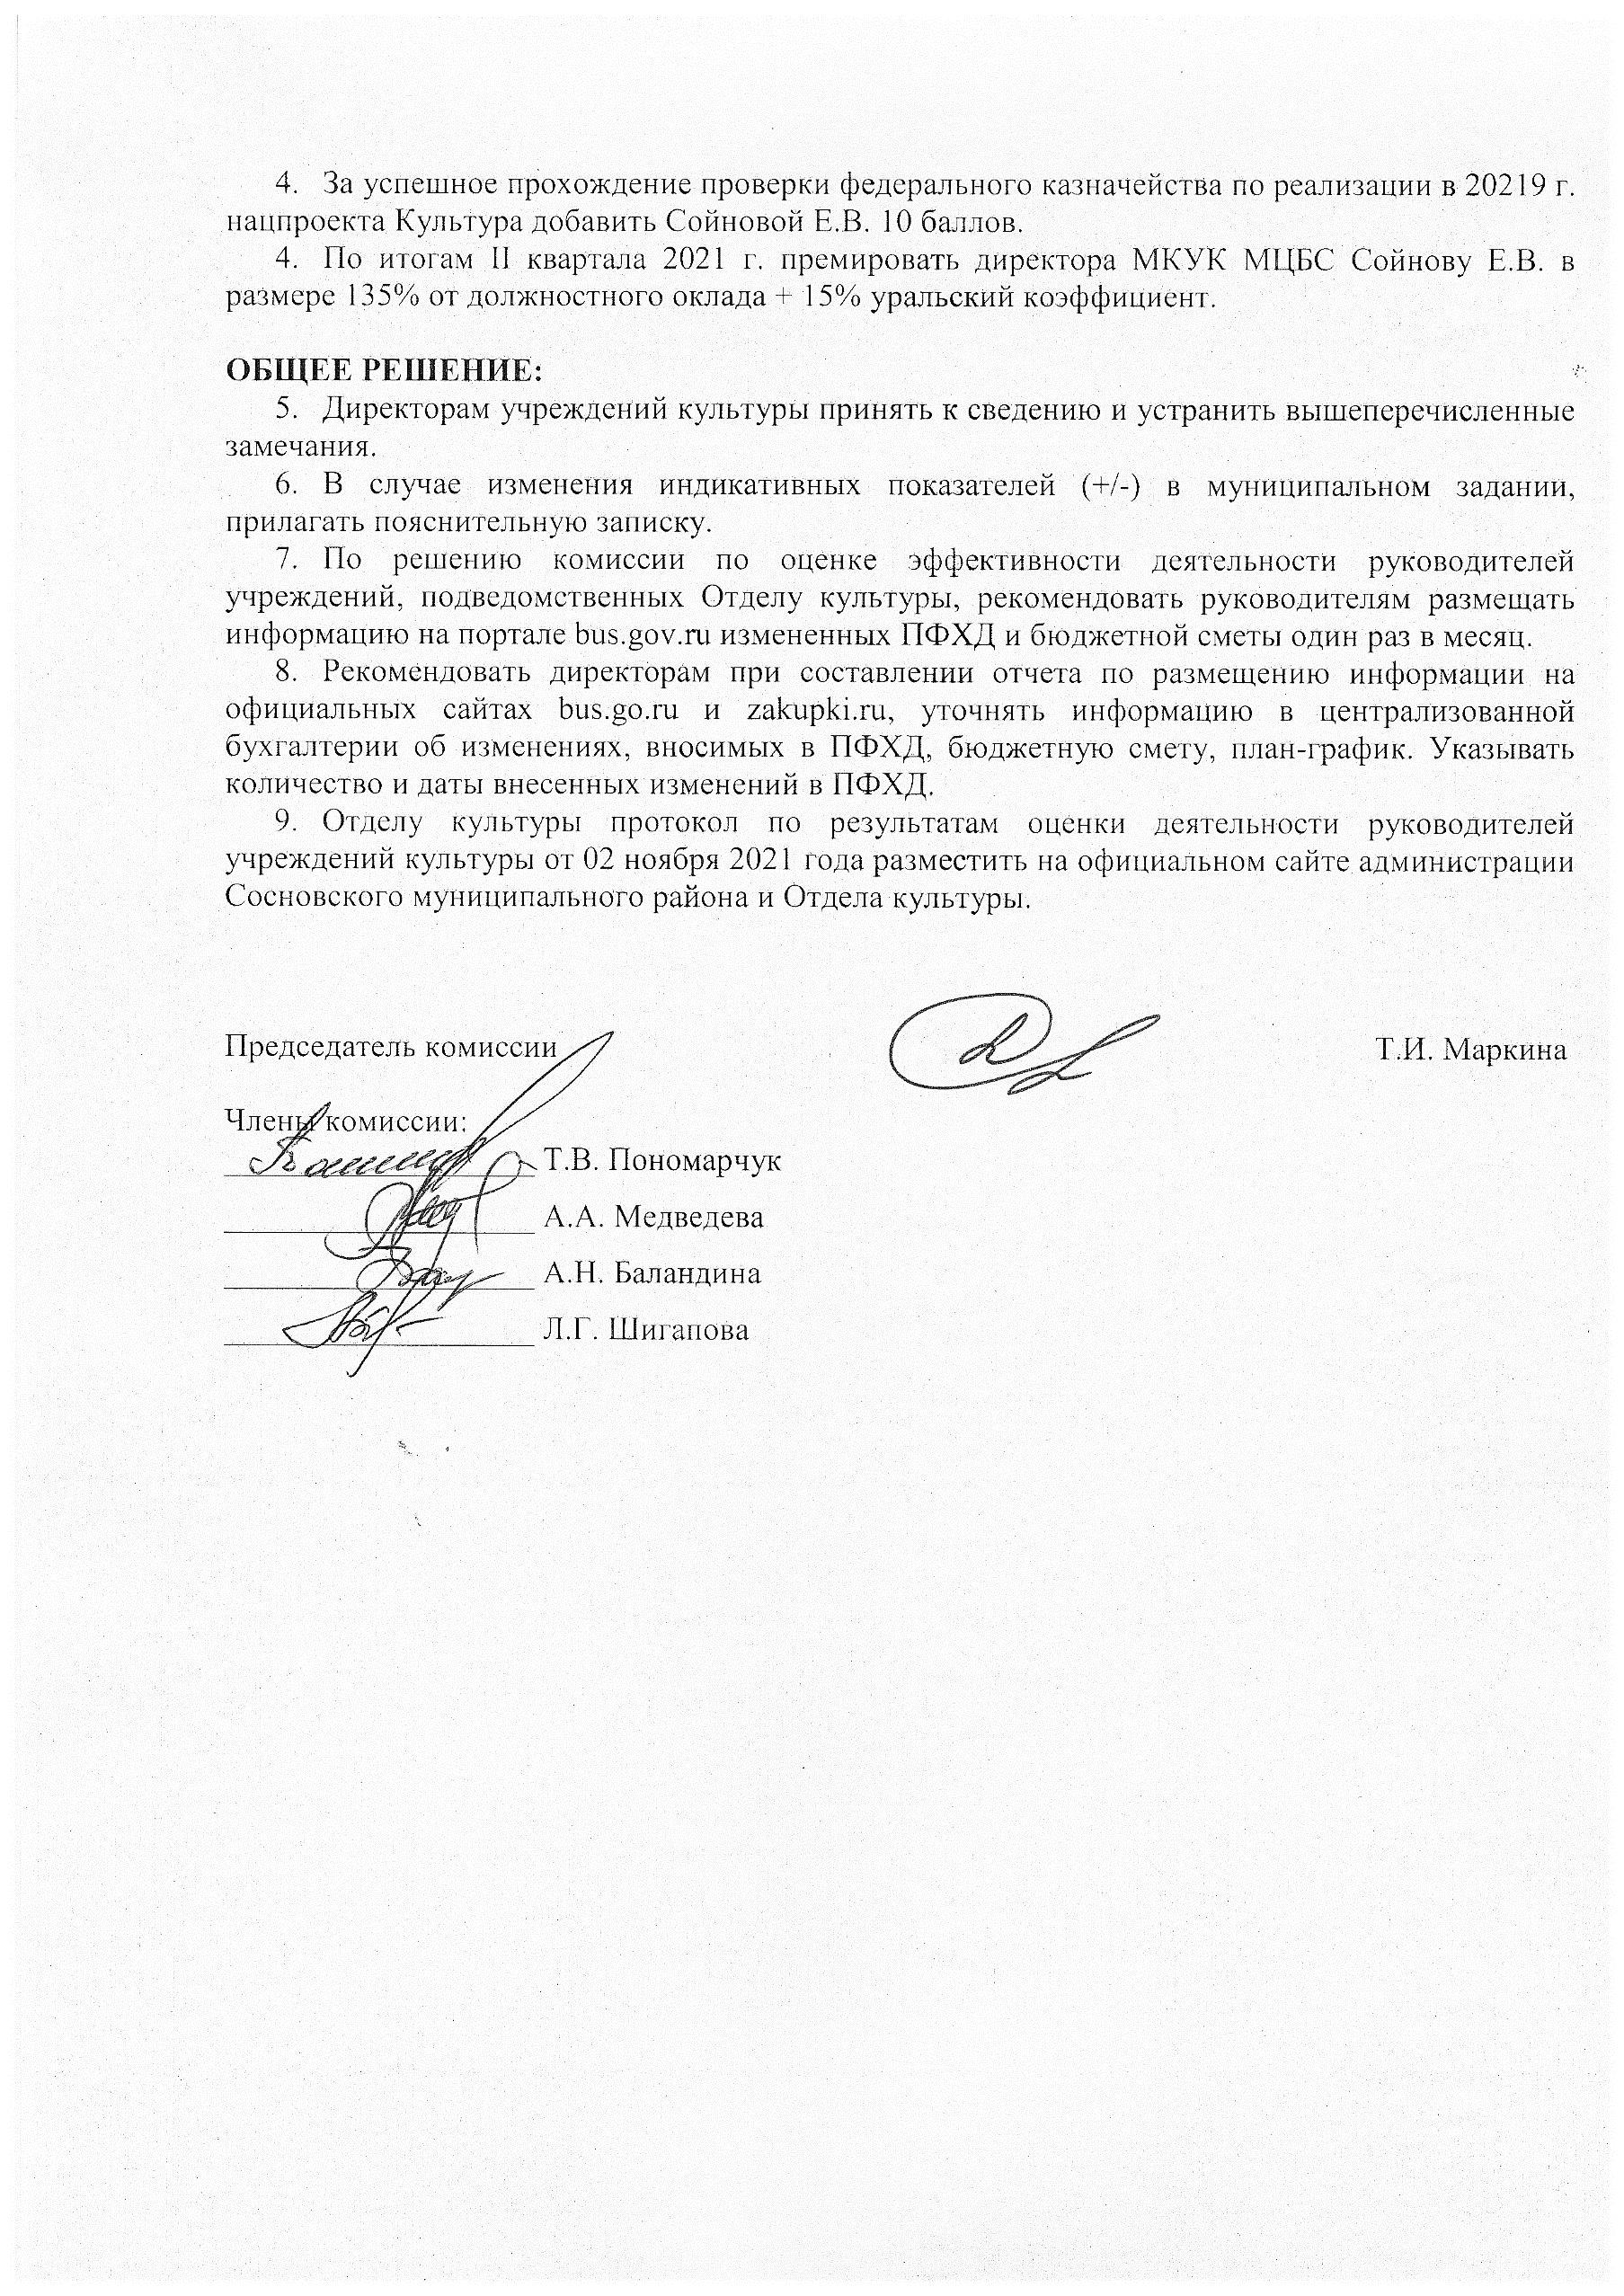 4. За успешное прохождение проверки федерального казначейства по реализации в 20219 г.
нацпроекта Культура добавить Сойновой Е.В. 10 баллов.
4. По итогам II квартала 2021 г. премировать директора МКУК МЦБС Сойнову Е.В. в
размере 135% от должностного оклада + 15% уральский коэффициент.
ОБЩЕЕ РЕШЕНИЕ:
5. Директорам учреждений культуры принять к сведению и устранить вышеперечисленные
замечания.
6. В случае изменения индикативных показателей (+/-) в муниципальном задании,
прилагать пояснительную записку.
7. По решению комиссии по оценке эффективности деятельности руководителей
учреждений, подведомственных Отделу культуры, рекомендовать руководителям размещать
информацию на портале bus.gov.ru измененных ПФХД и бюджетной сметы один раз в месяц.
8. Рекомендовать директорам при составлении отчета по размещению информации на
официальных сайтах bus.go.ru и zakupki.ru, уточнять информацию в централизованной
бухгалтерии об изменениях, вносимых в ПФХД, бюджетную смету, план-график. Указывать
количество и даты внесенных изменений в ПФХД.
9. Отделу культуры протокол по результатам оценки деятельности руководителей
учреждений культуры от 02 ноября 2021 года разместить на официальном сайте администрации
Сосновского муниципального района и Отдела культуры.
Председатель комиссии Т.И. Маркина
Члены комиссии:
Т.В. Пономарчук
А.А. Медведева
А.Н. Баландина
Л.Г. Шигапова